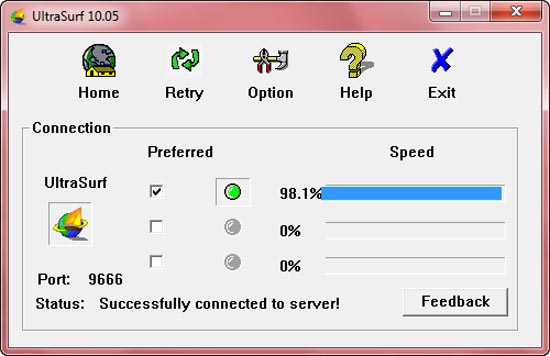 UltraSurf 10.05
Home Retry Option Help Exit
Connection
Preferred Speed
UltraSurf
98.1%
0%
0%
Port: 9666
Status: Successfully connected to server!
Feedback